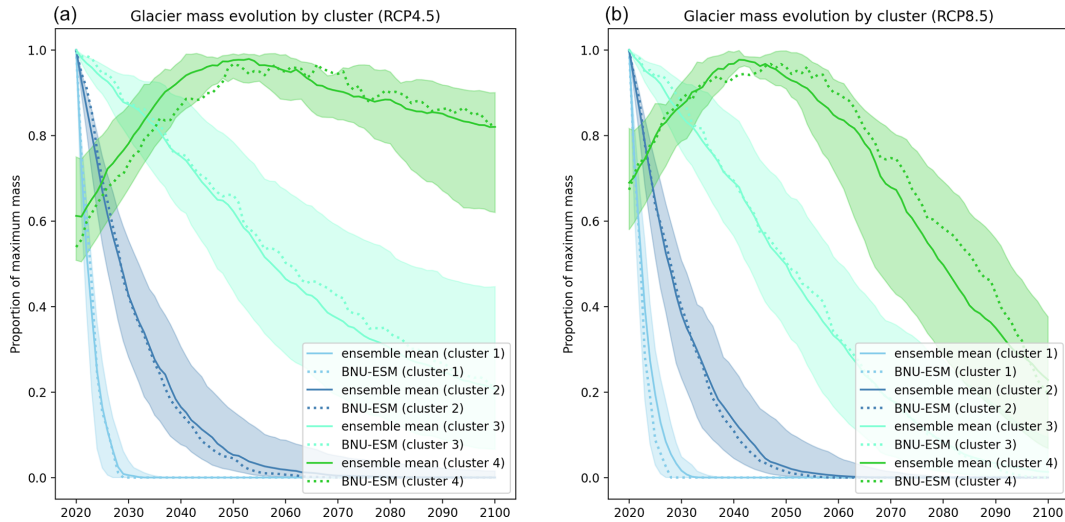 (a)
Glacier mass evolution by cluster (RCP4.5)
Proportion of maximum mass
1.0
0.8
0.6
0.4
0.2
0.0
2020 2030 2040 2050 2060 2070 2080 2090 2100
ensemble mean (cluster 1)
BNU-ESM (cluster 1)
ensemble mean (cluster 2)
BNU-ESM (cluster 2)
ensemble mean (cluster 3)
BNU-ESM (cluster 3)
ensemble mean (cluster 4)
BNU-ESM (cluster 4)
(b)
Glacier mass evolution by cluster (RCP8.5)
Proportion of maximum mass
1.0
0.8
0.6
0.4
0.2
0.0
2020 2030 2040 2050 2060 2070 2080 2090 2100
ensemble mean (cluster 1)
BNU-ESM (cluster 1)
ensemble mean (cluster 2)
BNU-ESM (cluster 2)
ensemble mean (cluster 3)
BNU-ESM (cluster 3)
ensemble mean (cluster 4)
BNU-ESM (cluster 4)